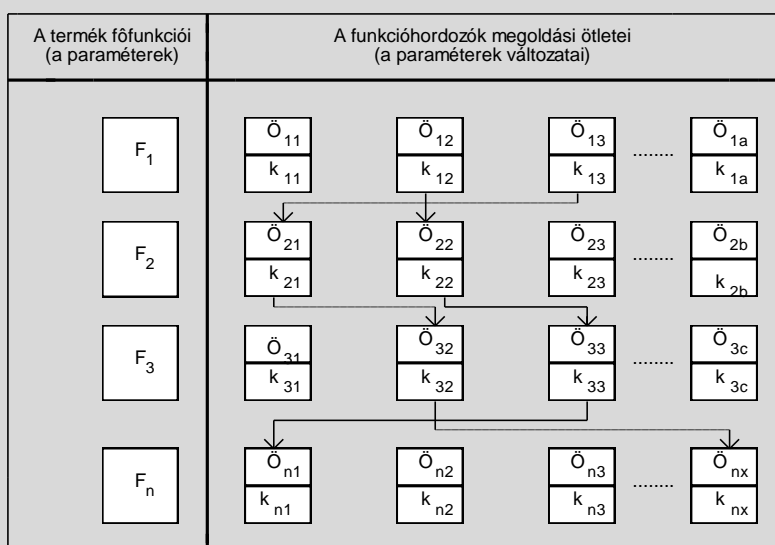 A termék fôfunkciói
(a paraméterek)
A funkcióhordozók megoldási ötletei
(a paraméterek változatai)
F1 Ö11 Ö12 Ö13 ........ Ö1a
k11 k12 k13 k1a
F2 Ö21 Ö22 Ö23 ........ Ö2b
k21 k22 k23 k2b
F3 Ö31 Ö32 Ö33 ........ Ö3c
k31 k32 k33 k3c
Fn Ön1 Ön2 Ön3 ........ Önx
kn1 kn2 kn3 knx